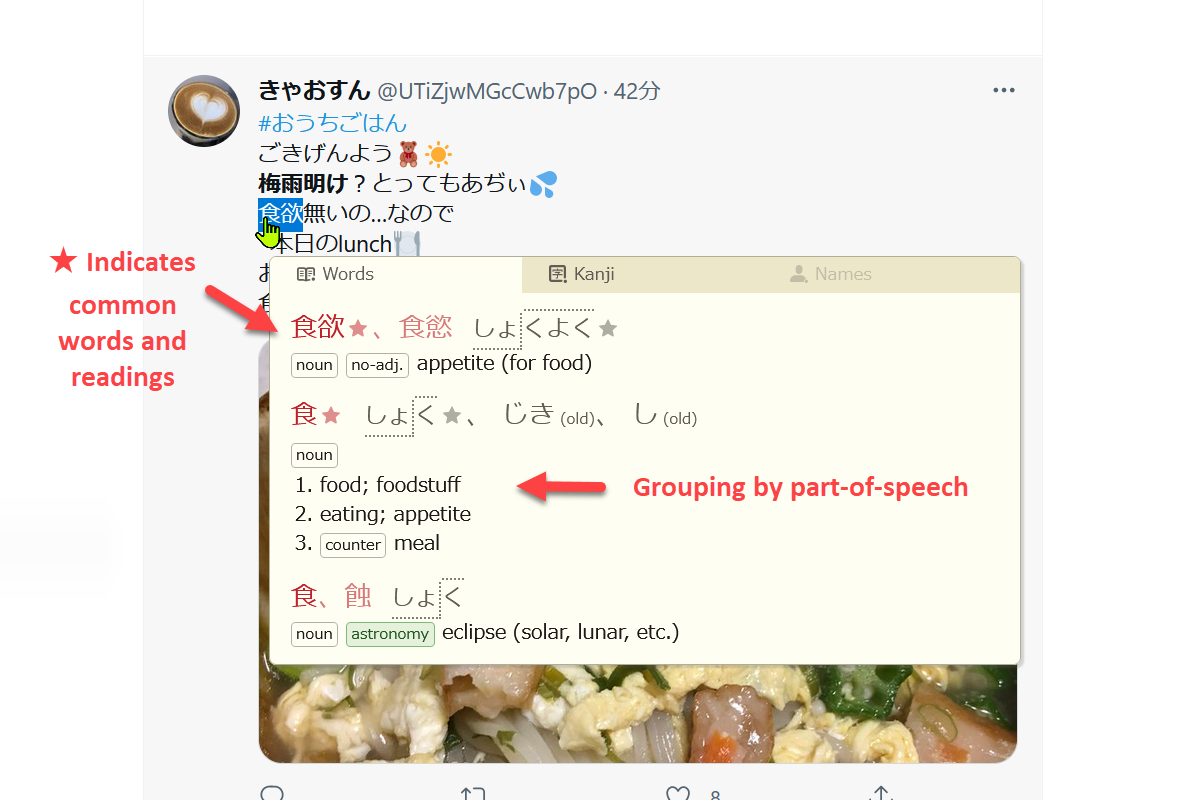 きゃおすん @UTiZjwMGcCwb7pO · 42分
#おうちごはん
ごきげんよう🧸☀️
梅雨明け？とってもあぢぃ💦
食欲無いの…なので
本日のlunch🍽️
★ Indicates
common
words and
readings
Words Kanji Names
食欲★、食慾 しょくよく★
noun no-adj. appetite (for food)
食★ しょく★、じき (old)、し (old)
noun
1. food; foodstuff
2. eating; appetite
3. counter meal
Grouping by part-of-speech
食、蝕 しょく
noun astronomy eclipse (solar, lunar, etc.)
8